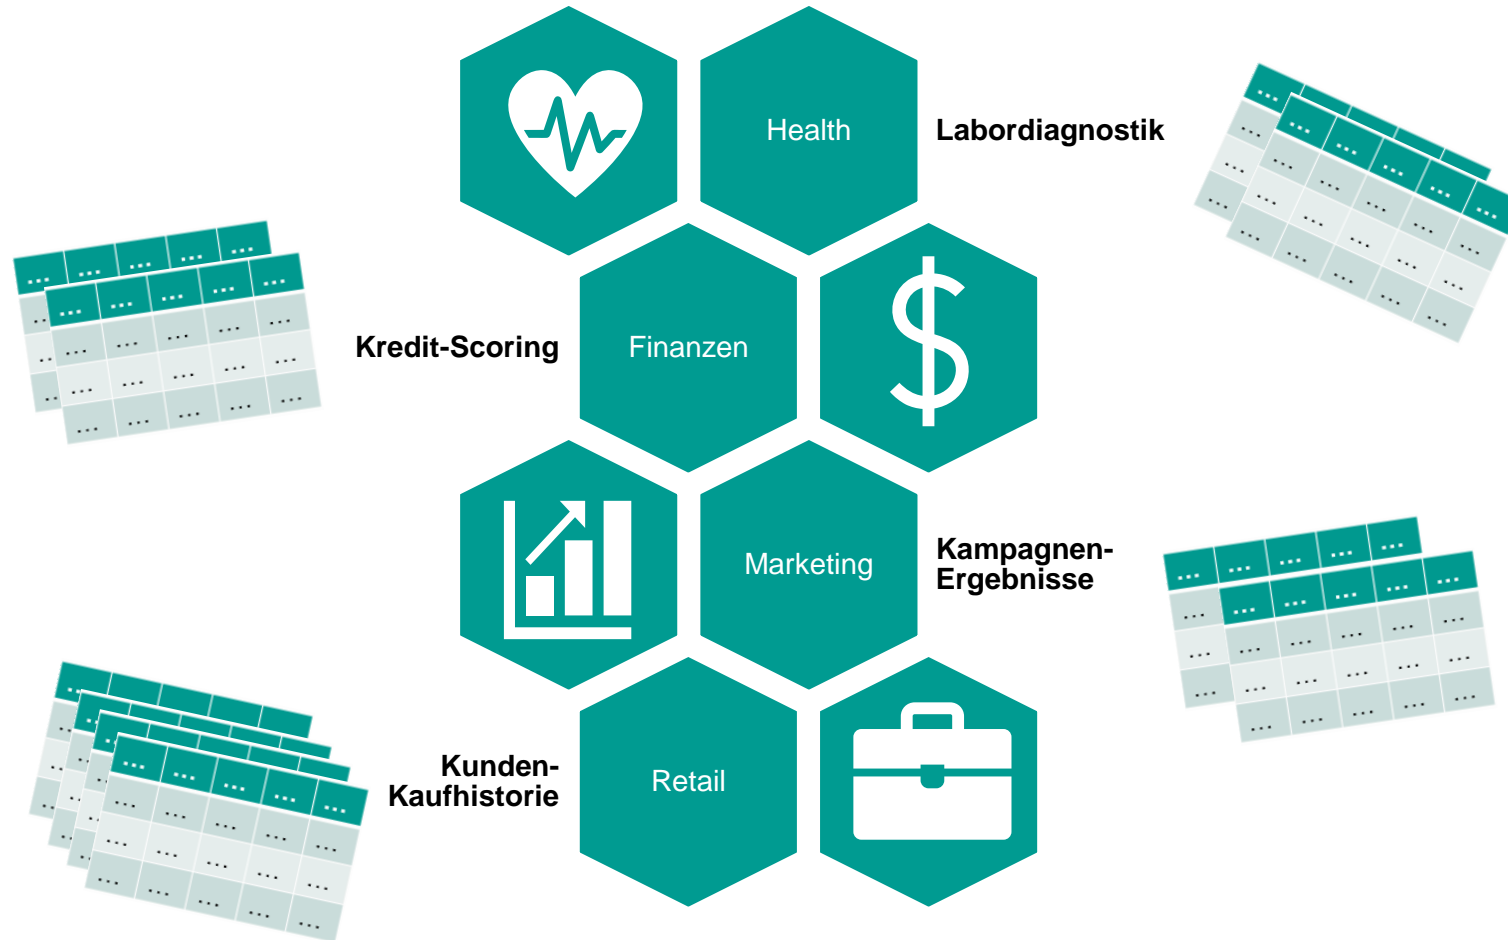 Health
Labordiagnostik
Kredit-Scoring
Finanzen
Marketing
Kampagnen-
Ergebnisse
Kunden-
Kaufhistorie
Retail